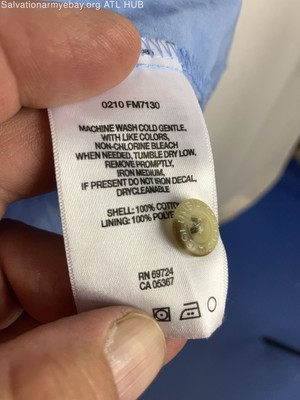 Salvationarmyebay.org ATL HUB
0210 FM7130
MACHINE WASH COLD GENTLE,
WITH LIKE COLORS,
NON-CHLORINE BLEACH
WHEN NEEDED, TUMBLE DRY LOW,
REMOVE PROMPTLY,
IRON MEDIUM,
IF PRESENT DO NOT IRON DECAL,
DRYCLEANABLE
SHELL: 100% COTTO
LINING: 100% POLYE
RN 69724
CA 05367